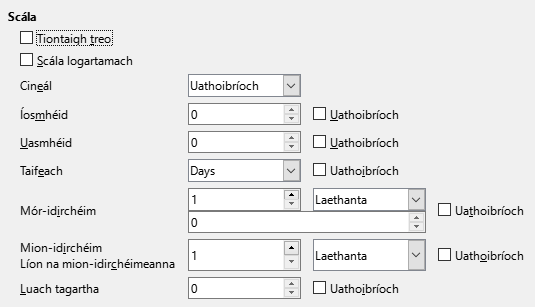 Scála
Tiontaigh treo
Scála logartamach
Cineál Uathoibríoch
Íosmhéid 0 Uathoibríoch
Uasmhéid 0 Uathoibríoch
Taifeach Days Uathoibríoch
Mór-idirchéim 1 Laethanta Uathoibríoch
0
Mion-idirchéim
Líon na mion-idirchéimeanna 1 Laethanta Uathoibríoch
Luach tagartha 0 Uathoibríoch